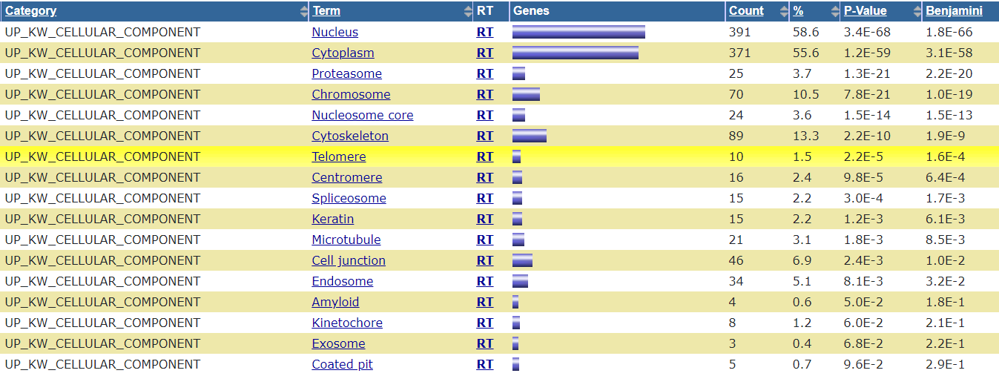 Category Term RT Genes Count % P-Value Benjamini
UP_KW_CELLULAR_COMPONENT Nucleus RT 391 58.6 3.4E-68 1.8E-66
UP_KW_CELLULAR_COMPONENT Cytoplasm RT 371 55.6 1.2E-59 3.1E-58
UP_KW_CELLULAR_COMPONENT Proteasome RT 25 3.7 1.3E-21 2.2E-20
UP_KW_CELLULAR_COMPONENT Chromosome RT 70 10.5 7.8E-21 1.0E-19
UP_KW_CELLULAR_COMPONENT Nucleosome core RT 24 3.6 1.5E-14 1.5E-13
UP_KW_CELLULAR_COMPONENT Cytoskeleton RT 89 13.3 2.2E-10 1.9E-9
UP_KW_CELLULAR_COMPONENT Telomere RT 10 1.5 2.2E-5 1.6E-4
UP_KW_CELLULAR_COMPONENT Centromere RT 16 2.4 9.8E-5 6.4E-4
UP_KW_CELLULAR_COMPONENT Spliceosome RT 15 2.2 3.0E-4 1.7E-3
UP_KW_CELLULAR_COMPONENT Keratin RT 15 2.2 1.2E-3 6.1E-3
UP_KW_CELLULAR_COMPONENT Microtubule RT 21 3.1 1.8E-3 8.5E-3
UP_KW_CELLULAR_COMPONENT Cell junction RT 46 6.9 2.4E-3 1.0E-2
UP_KW_CELLULAR_COMPONENT Endosome RT 34 5.1 8.1E-3 3.2E-2
UP_KW_CELLULAR_COMPONENT Amyloid RT 4 0.6 5.0E-2 1.8E-1
UP_KW_CELLULAR_COMPONENT Kinetochore RT 8 1.2 6.0E-2 2.1E-1
UP_KW_CELLULAR_COMPONENT Exosome RT 3 0.4 6.8E-2 2.2E-1
UP_KW_CELLULAR_COMPONENT Coated pit RT 5 0.7 9.6E-2 2.9E-1